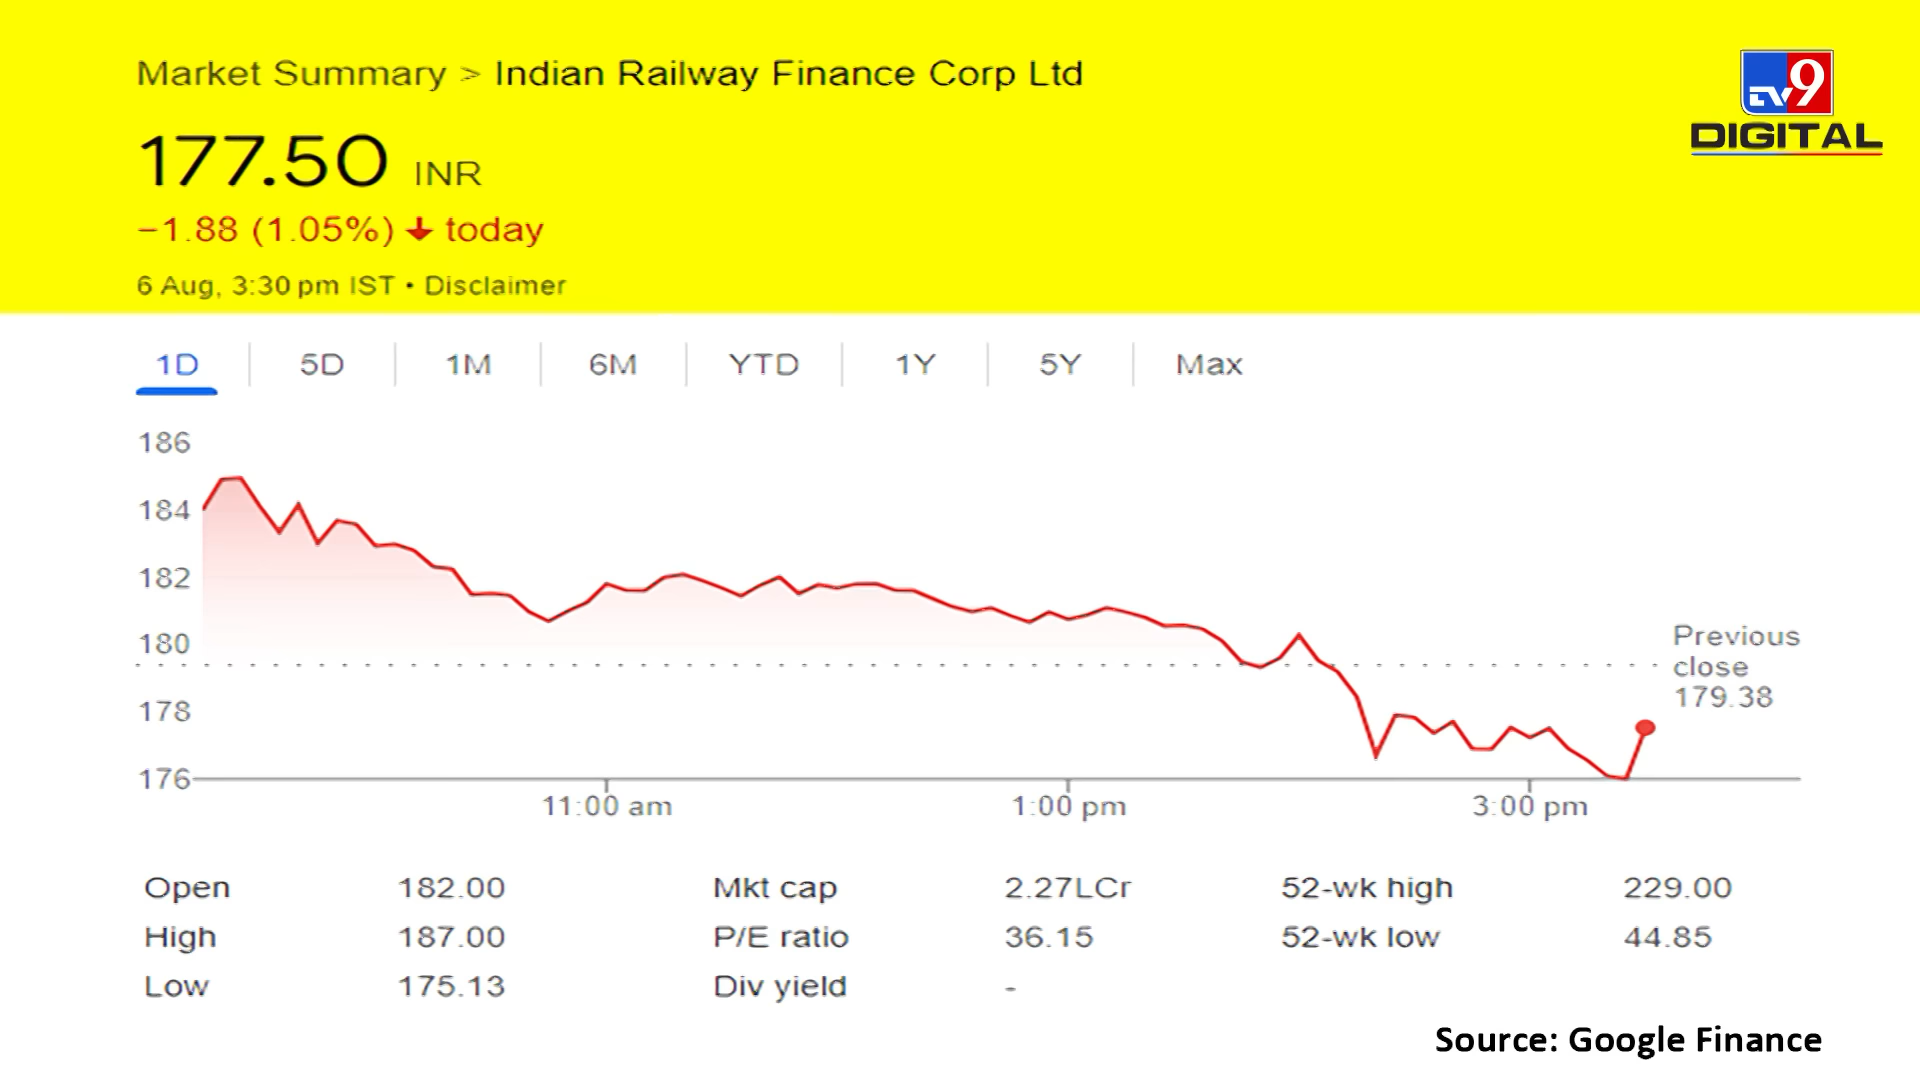 Market Summary > Indian Railway Finance Corp Ltd
177.50 INR
−1.88 (1.05%) ↓ today
6 Aug, 3:30 pm IST • Disclaimer
TV9
DIGITAL
1D 5D 1M 6M YTD 1Y 5Y Max
186
184
182
180
178
176
Previous
close
179.38
11:00 am 1:00 pm 3:00 pm
Open 182.00 Mkt cap 2.27LCr 52-wk high 229.00
High 187.00 P/E ratio 36.15 52-wk low 44.85
Low 175.13 Div yield -
Source: Google Finance